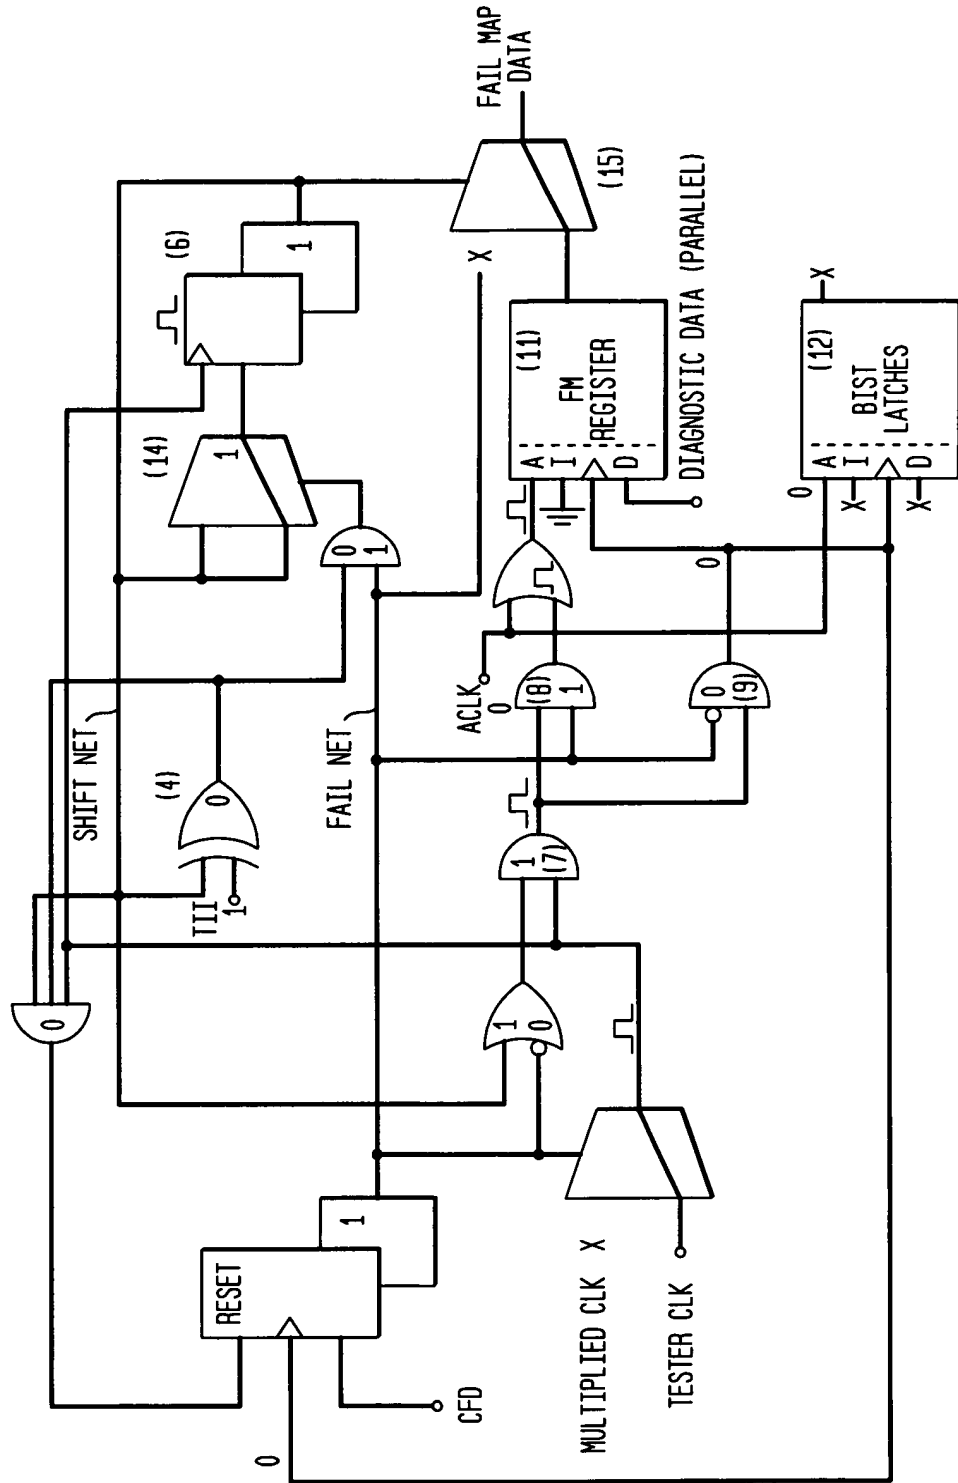 SHIFT NET
(4)
TII
1
0
0
(14)
1
(6)
1
0
1
FAIL NET
FAIL MAP
DATA
(15)
X
RESET
1
0
CFD
MULTIPLIED CLK X
TESTER CLK
1
0
1
(7)
ACLK
0
(8)
1
0
(9)
0
A
I
D
(11)
FM
REGISTER
DIAGNOSTIC DATA (PARALLEL)
0
X
X
A
I
D
(12)
BIST
LATCHES
X